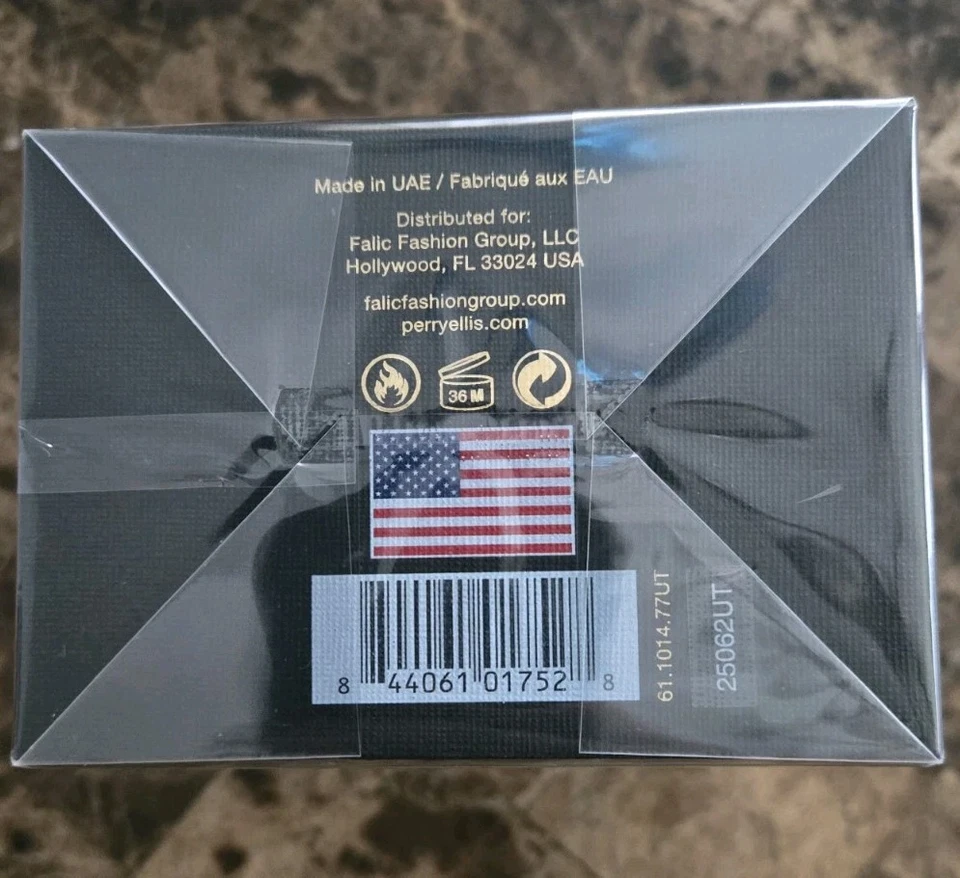 Made in UAE / Fabriqué aux EAU
Distributed for:
Falic Fashion Group, LLC
Hollywood, FL 33024 USA
falicfashiongroup.com
perryellis.com
36 M
8 44061 01752 8
61.1014.77UT
25062UT